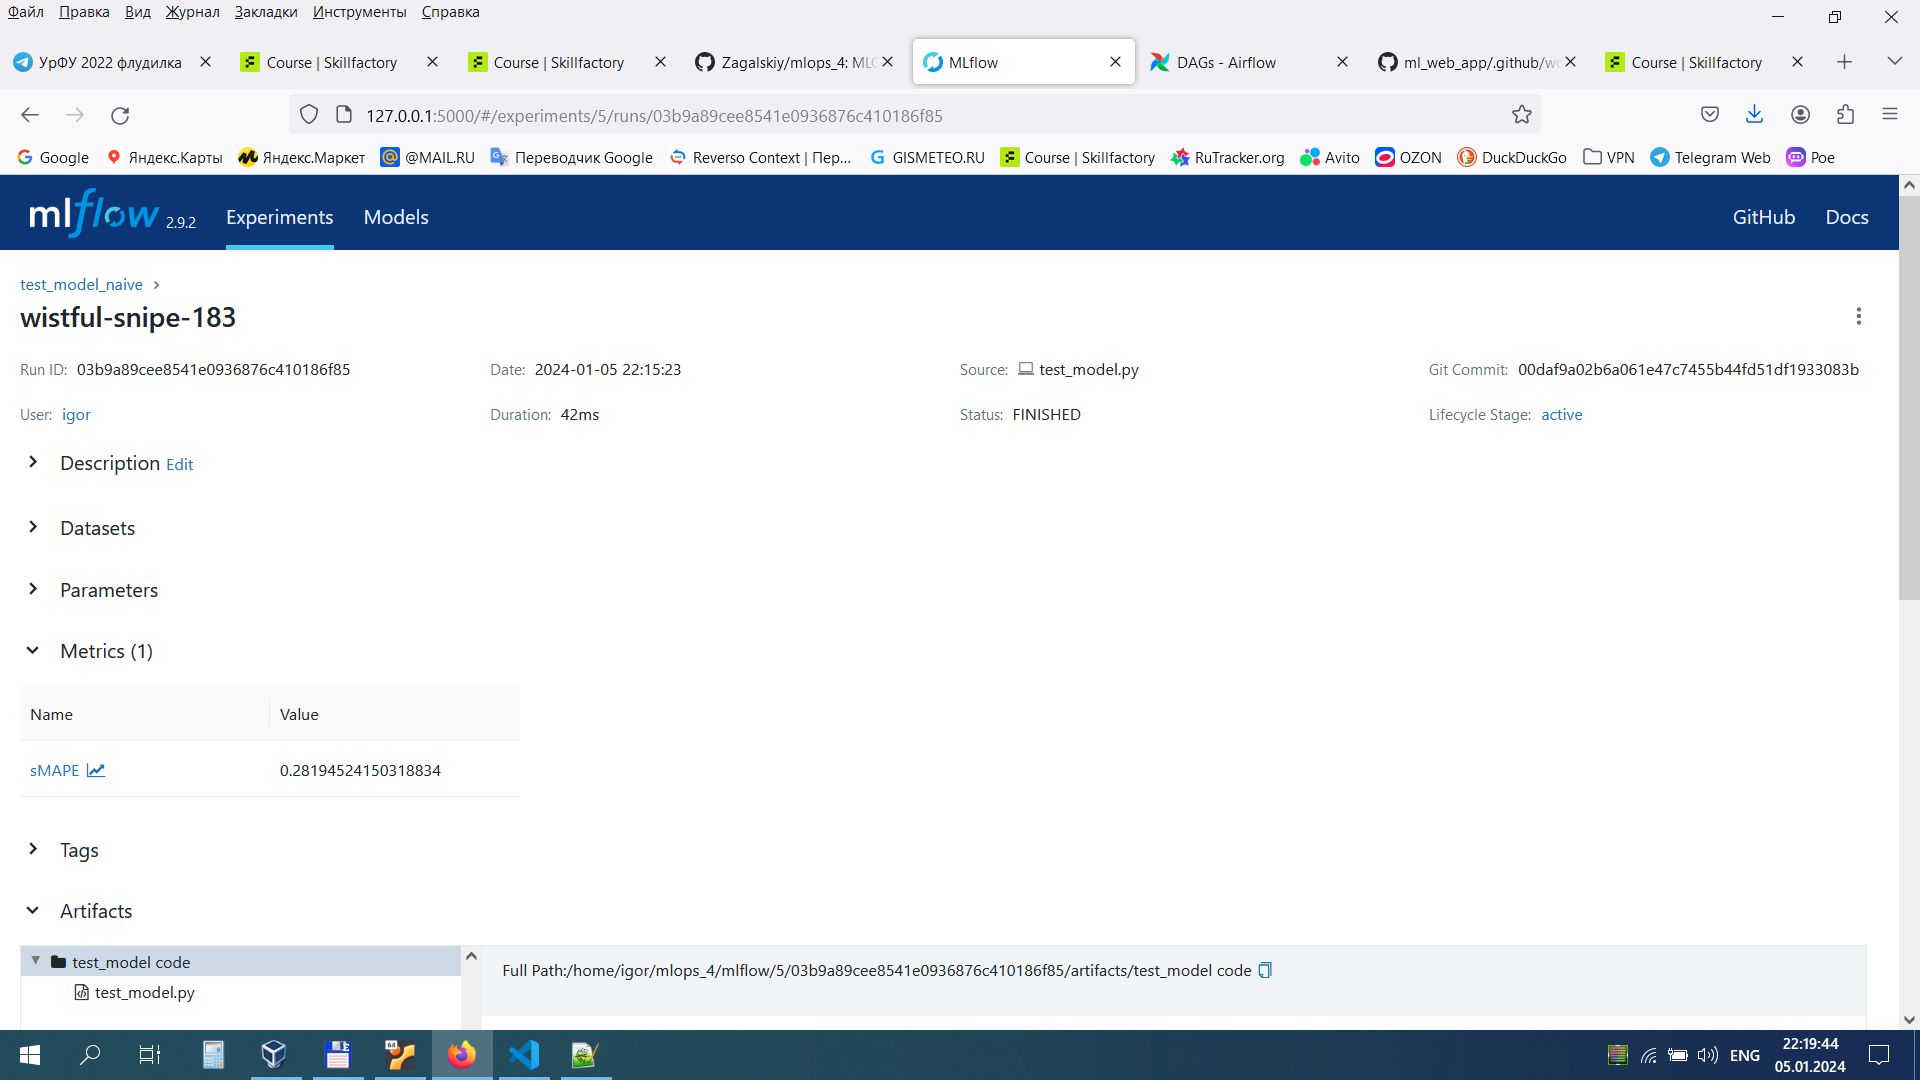 Файл Правка Вид Журнал Закладки Инструменты Справка
УрФУ 2022 флудилка Course | Skillfactory Course | Skillfactory Zagalskiy/mlops_4: MLO MLflow DAGs - Airflow ml_web_app/.github/wo Course | Skillfactory
127.0.0.1:5000/#/experiments/5/runs/03b9a89cee8541e0936876c410186f85
Google Яндекс.Карты Яндекс.Маркет @MAIL.RU Переводчик Google Reverso Context | Пер... GISMETEO.RU Course | Skillfactory RuTracker.org Avito OZON DuckDuckGo VPN Telegram Web Poe
mlflow 2.9.2 Experiments Models GitHub Docs
test_model_naive
wistful-snipe-183
Run ID: 03b9a89cee8541e0936876c410186f85 Date: 2024-01-05 22:15:23 Source: test_model.py Git Commit: 00daf9a02b6a061e47c7455b44fd51df1933083b
User: igor Duration: 42ms Status: FINISHED Lifecycle Stage: active
Description Edit
Datasets
Parameters
Metrics (1)
Name Value
sMAPE 0.28194524150318834
Tags
Artifacts
test_model code
Full Path:/home/igor/mlops_4/mlflow/5/03b9a89cee8541e0936876c410186f85/artifacts/test_model code
test_model.py
64
ENG
22:19:44
05.01.2024